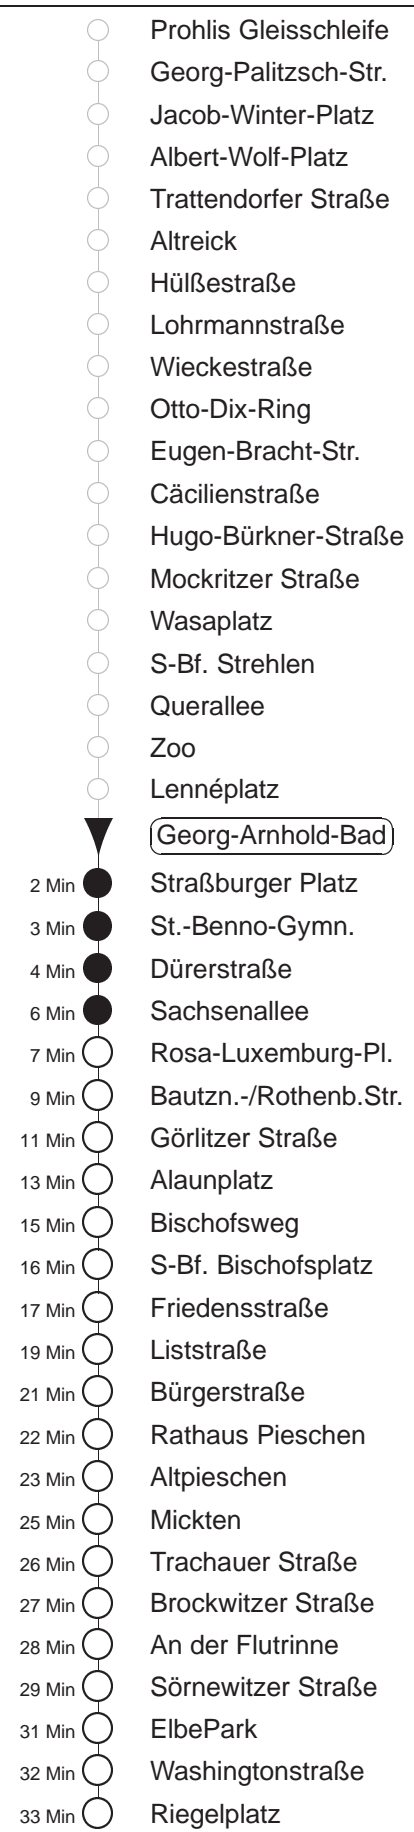 Prohlis Gleisschleife
Georg-Palitzsch-Str.
Jacob-Winter-Platz
Albert-Wolf-Platz
Trattendorfer Straße
Altreick
Hülßestraße
Lohrmannstraße
Wieckestraße
Otto-Dix-Ring
Eugen-Bracht-Str.
Cäcilienstraße
Hugo-Bürkner-Straße
Mockritzer Straße
Wasaplatz
S-Bf. Strehlen
Querallee
Zoo
Lennéplatz
Georg-Arnhold-Bad
2 Min Straßburger Platz
3 Min St.-Benno-Gymn.
4 Min Dürerstraße
6 Min Sachsenallee
7 Min Rosa-Luxemburg-Pl.
9 Min Bautzn.-/Rothenb.Str.
11 Min Görlitzer Straße
13 Min Alaunplatz
15 Min Bischofsweg
16 Min S-Bf. Bischofsplatz
17 Min Friedensstraße
19 Min Liststraße
21 Min Bürgerstraße
22 Min Rathaus Pieschen
23 Min Altpieschen
25 Min Mickten
26 Min Trachauer Straße
27 Min Brockwitzer Straße
28 Min An der Flutrinne
29 Min Sörnewitzer Straße
31 Min ElbePark
32 Min Washingtonstraße
33 Min Riegelplatz